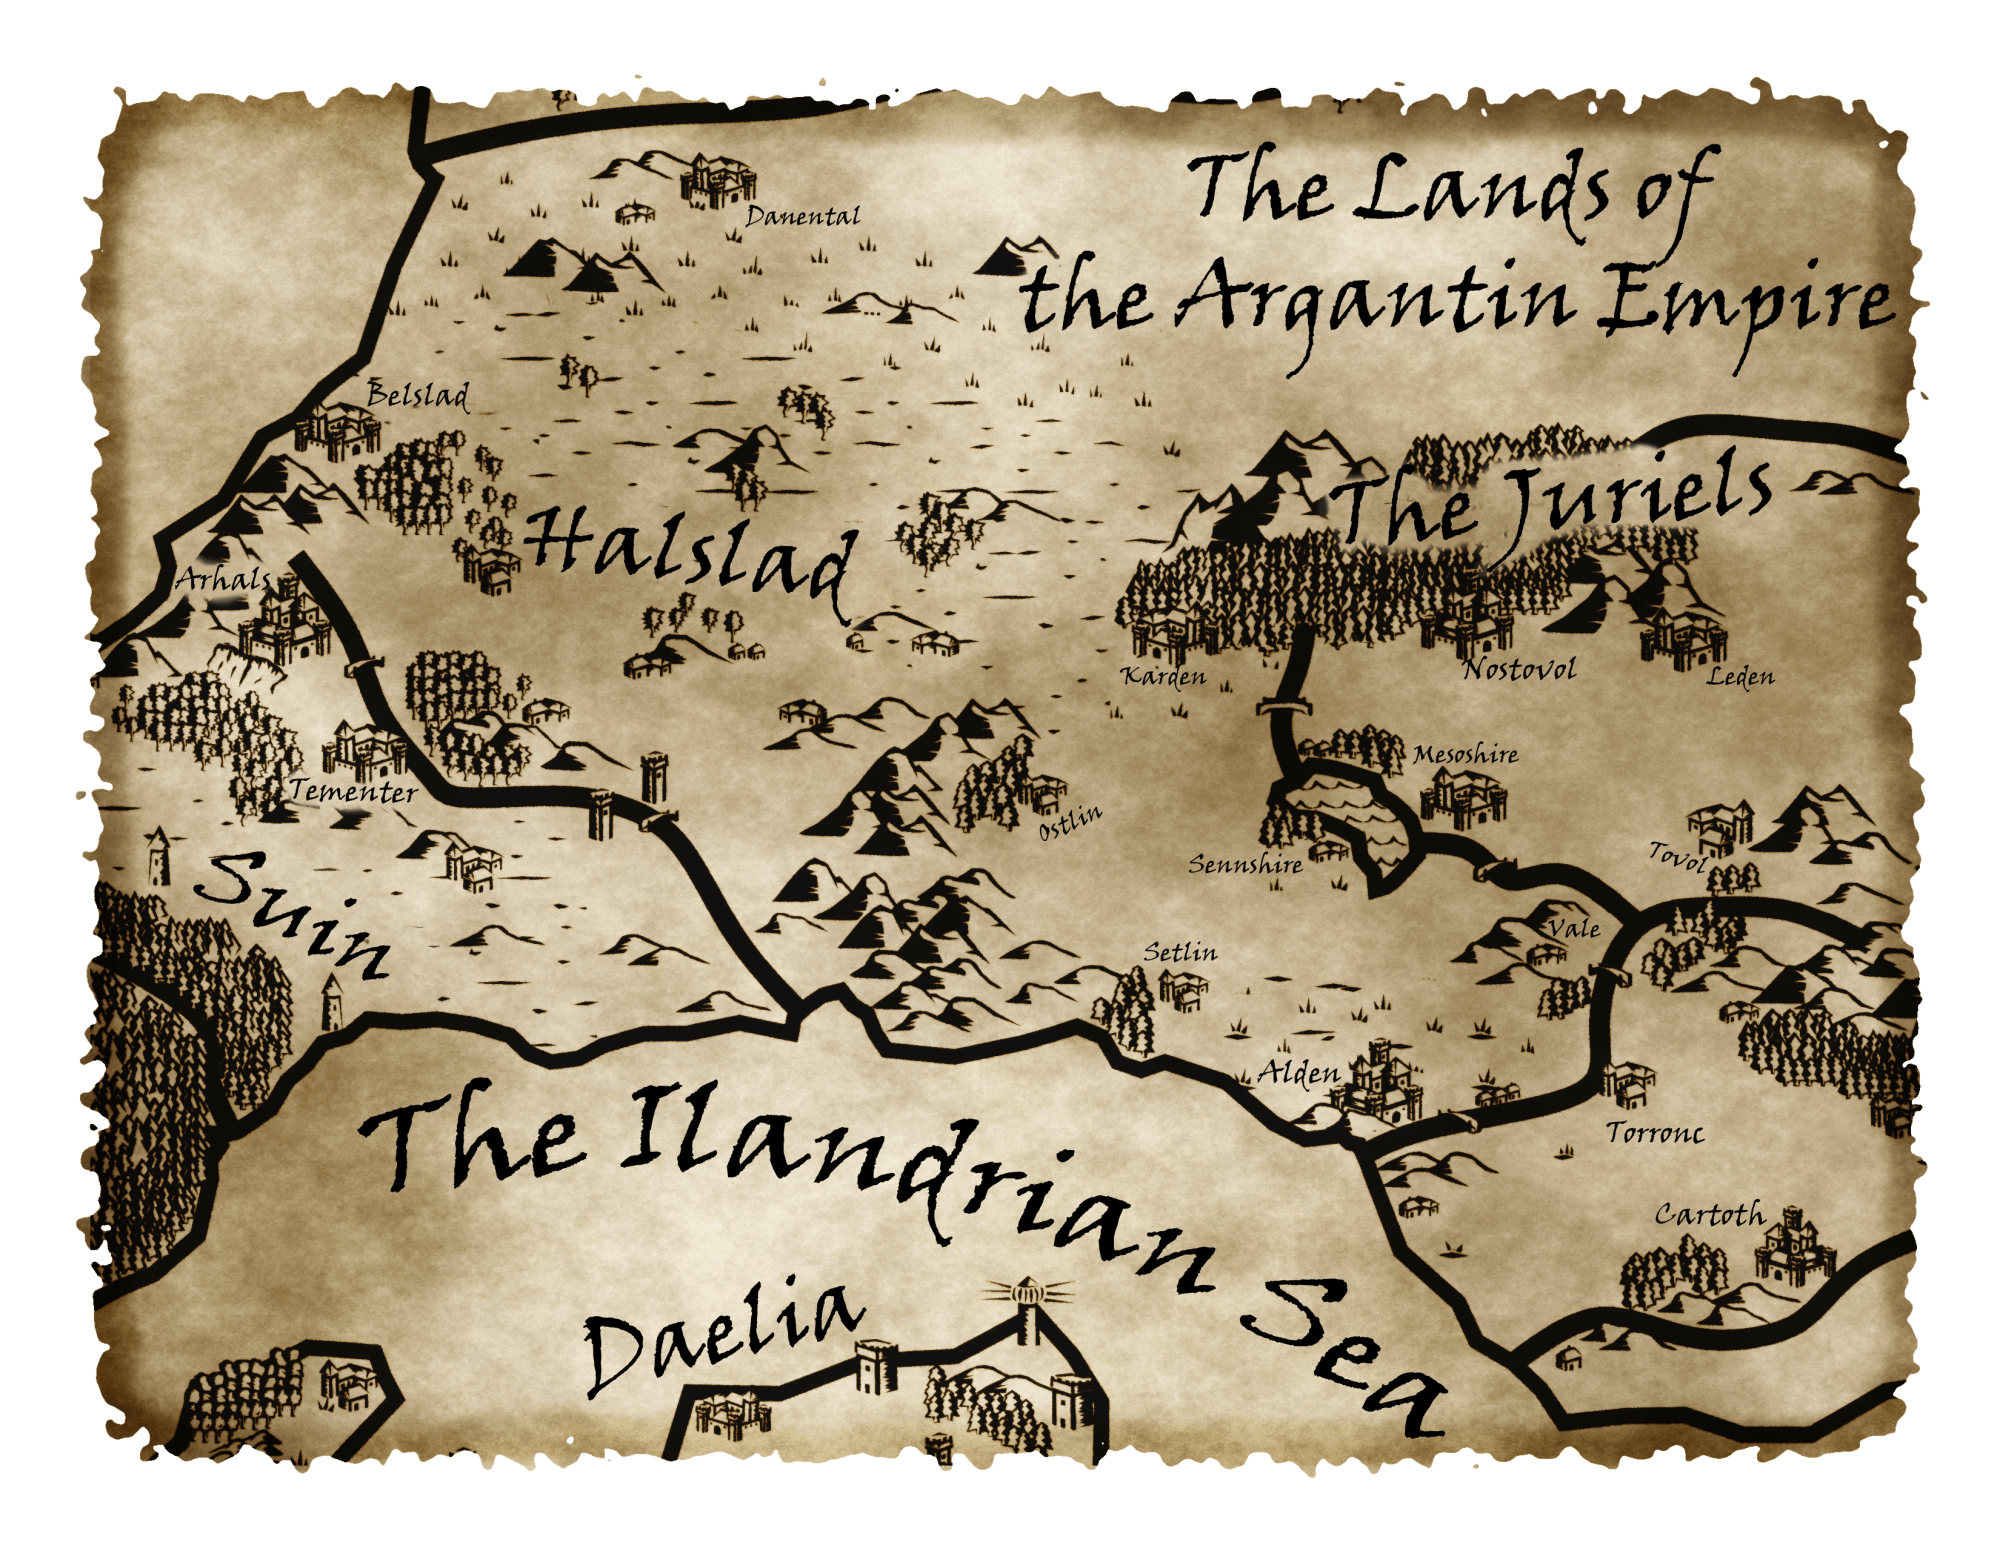 The Lands of
the Argantin Empire
Danental
Belslad
The Juriels
Halslad
Arhals
Karden
Nostovol
Leden
Mesoshire
Tementer
Ostlin
Sennshire
Tovol
Suin
Vale
Setlin
Alden
The Ilandrian Sea
Torronc
Cartoth
Daelia